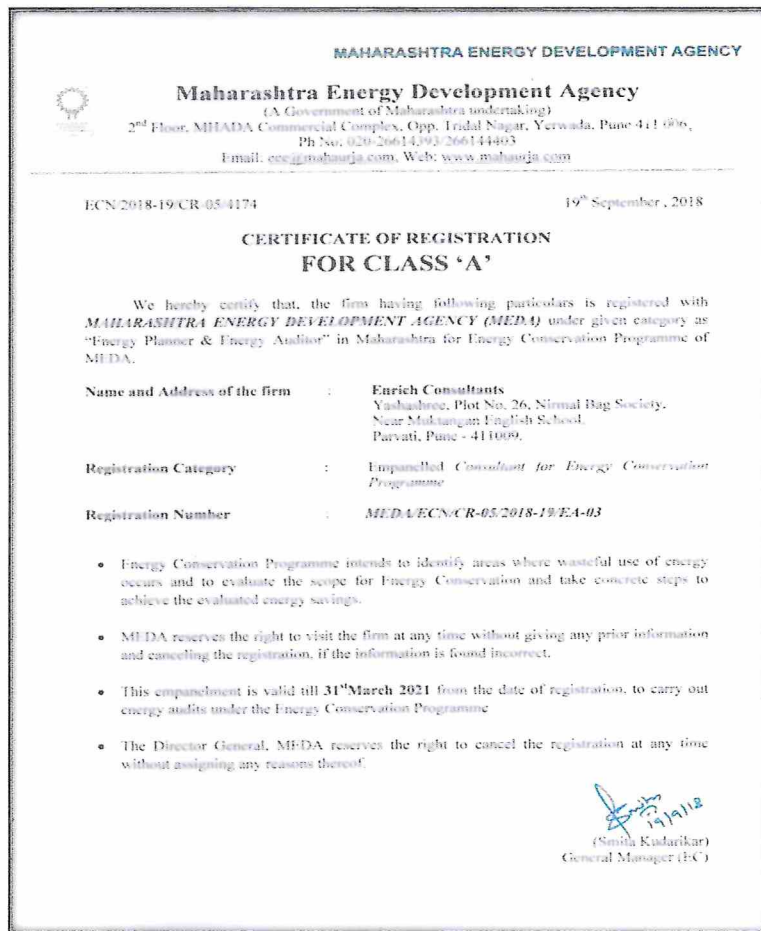 MAHARASHTRA ENERGY DEVELOPMENT AGENCY
Maharashtra Energy Development Agency
(A Government of Maharashtra undertaking)
2nd Floor, MHADA Commercial Complex, Opp. Tridal Nagar, Yerwada, Pune 411 006,
Ph No: 020-26614393/266144403
Email: eee@mahaurja.com, Web: www.mahaurja.com
ECN/2018-19/CR-05/4174
19th September, 2018
CERTIFICATE OF REGISTRATION
FOR CLASS 'A'
We hereby certify that, the firm having following particulars is registered with
MAHARASHTRA ENERGY DEVELOPMENT AGENCY (MEDA) under given category as
"Energy Planner & Energy Auditor" in Maharashtra for Energy Conservation Programme of
MEDA.
Name and Address of the firm : Enrich Consultants
Yashashree, Plot No. 26, Nirmal Bag Society,
Near Muktangan English School,
Parvati, Pune - 411009.
Registration Category : Empanelled Consultant for Energy Conservation
Programme
Registration Number : MEDA/ECN/CR-05/2018-19/EA-03
• Energy Conservation Programme intends to identify areas where wasteful use of energy
occurs and to evaluate the scope for Energy Conservation and take concrete steps to
achieve the evaluated energy savings.
• MEDA reserves the right to visit the firm at any time without giving any prior information
and canceling the registration, if the information is found incorrect.
• This empanelment is valid till 31st March 2021 from the date of registration, to carry out
energy audits under the Energy Conservation Programme
• The Director General, MEDA reserves the right to cancel the registration at any time
without assigning any reasons thereof.
19/9/18
(Smita Kudarikar)
General Manager (EC)